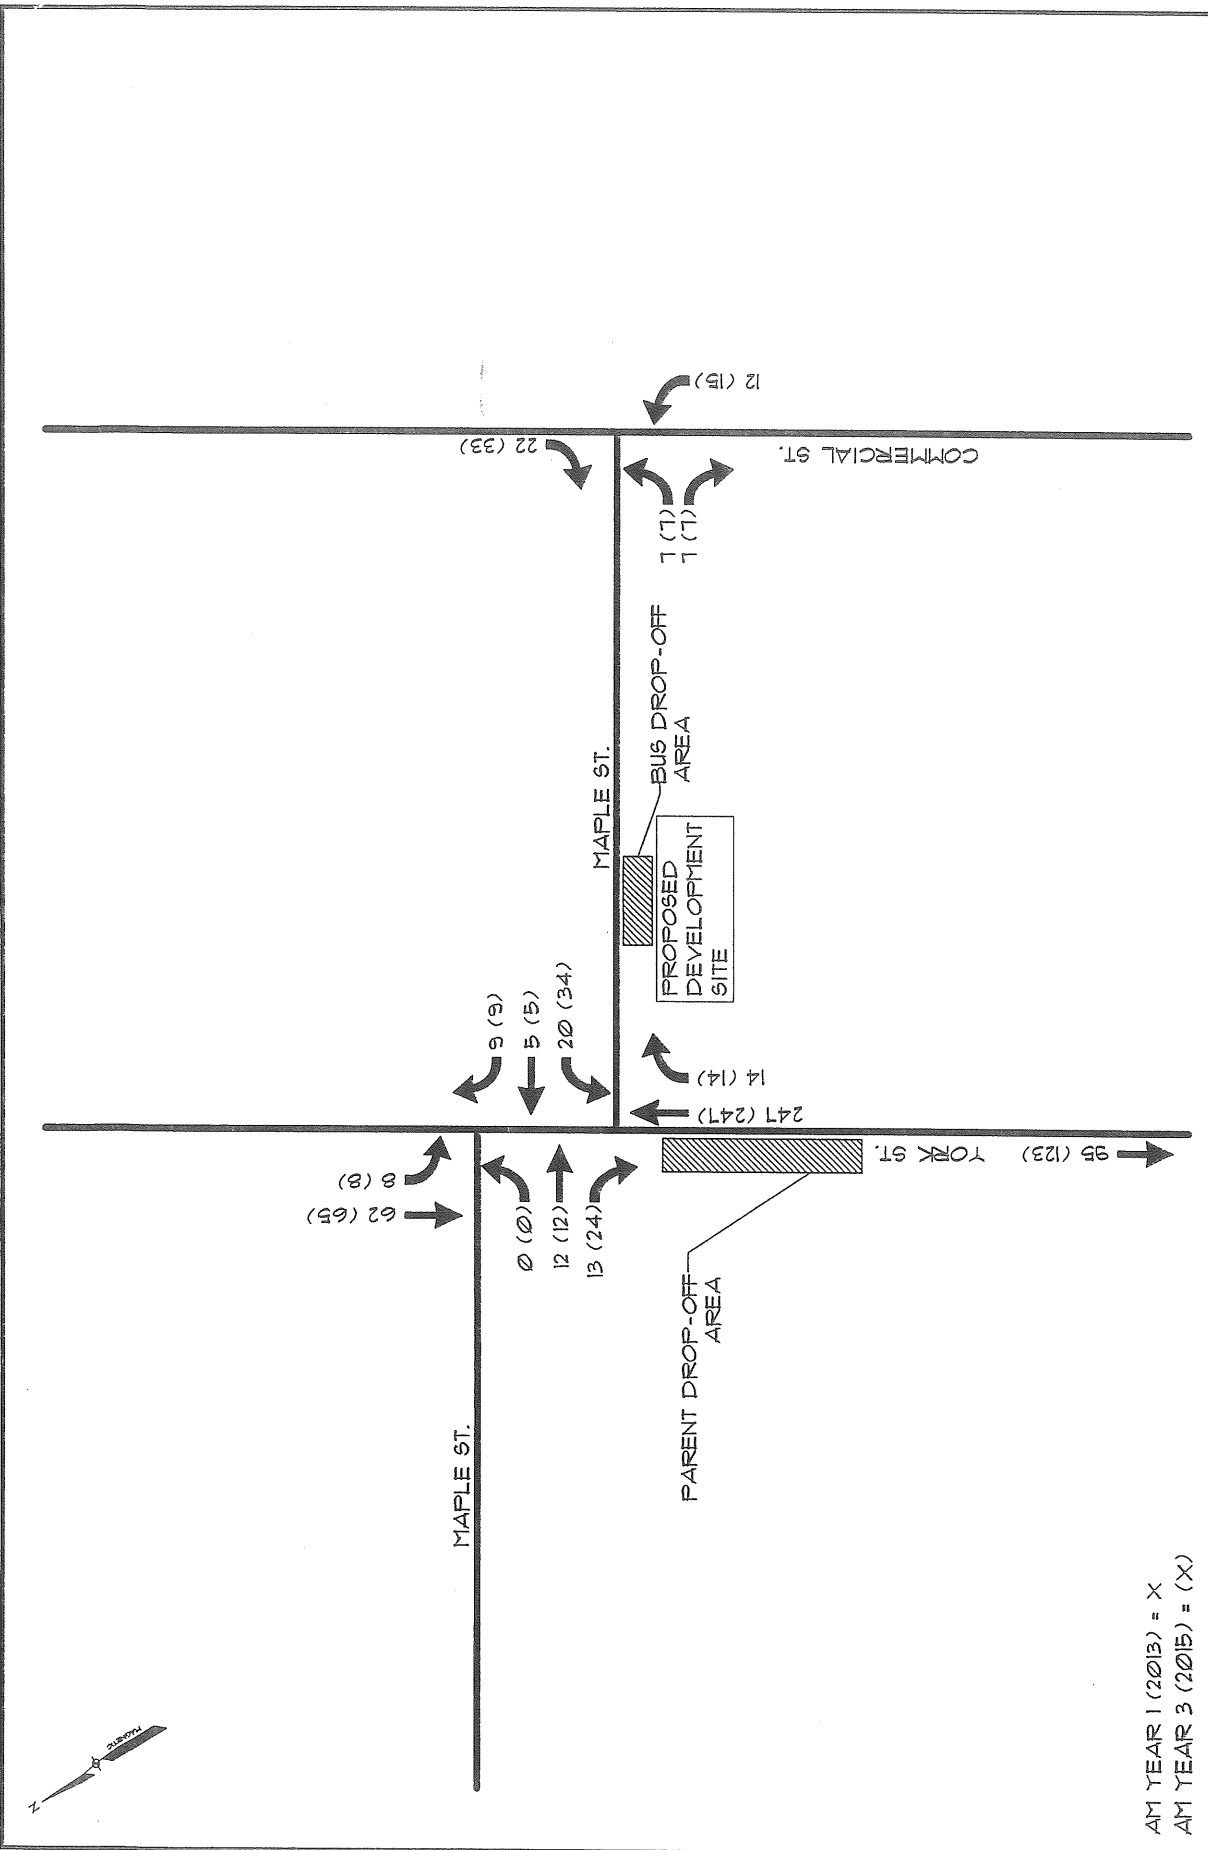 N
MAGNETIC
62 (65)
8 (8)
22 (33)
MAPLE ST.
9 (9)
5 (5)
20 (34)
MAPLE ST.
0 (0)
12 (12)
13 (24)
7 (7)
7 (7)
12 (15)
14 (14)
247 (247)
BUS DROP-OFF
AREA
PROPOSED
DEVELOPMENT
SITE
PARENT DROP-OFF
AREA
YORK ST.
COMMERCIAL ST.
95 (123)
AM YEAR 1 (2013) = X
AM YEAR 3 (2015) = (X)